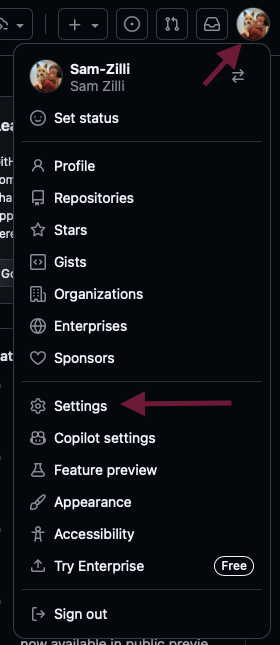 Sam-Zilli
Sam Zilli
Set status
Profile
Repositories
Stars
Gists
Organizations
Enterprises
Sponsors
Settings
Copilot settings
Feature preview
Appearance
Accessibility
Try Enterprise Free
Sign out
now available in public previe